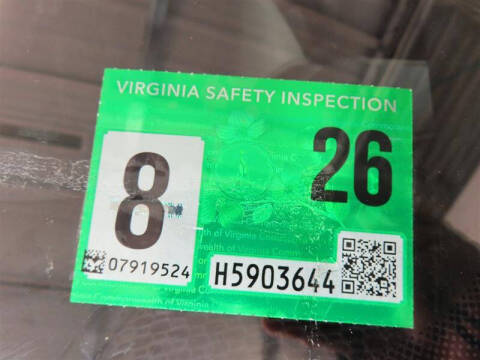 VIRGINIA SAFETY INSPECTION
8
26
07919524
H5903644